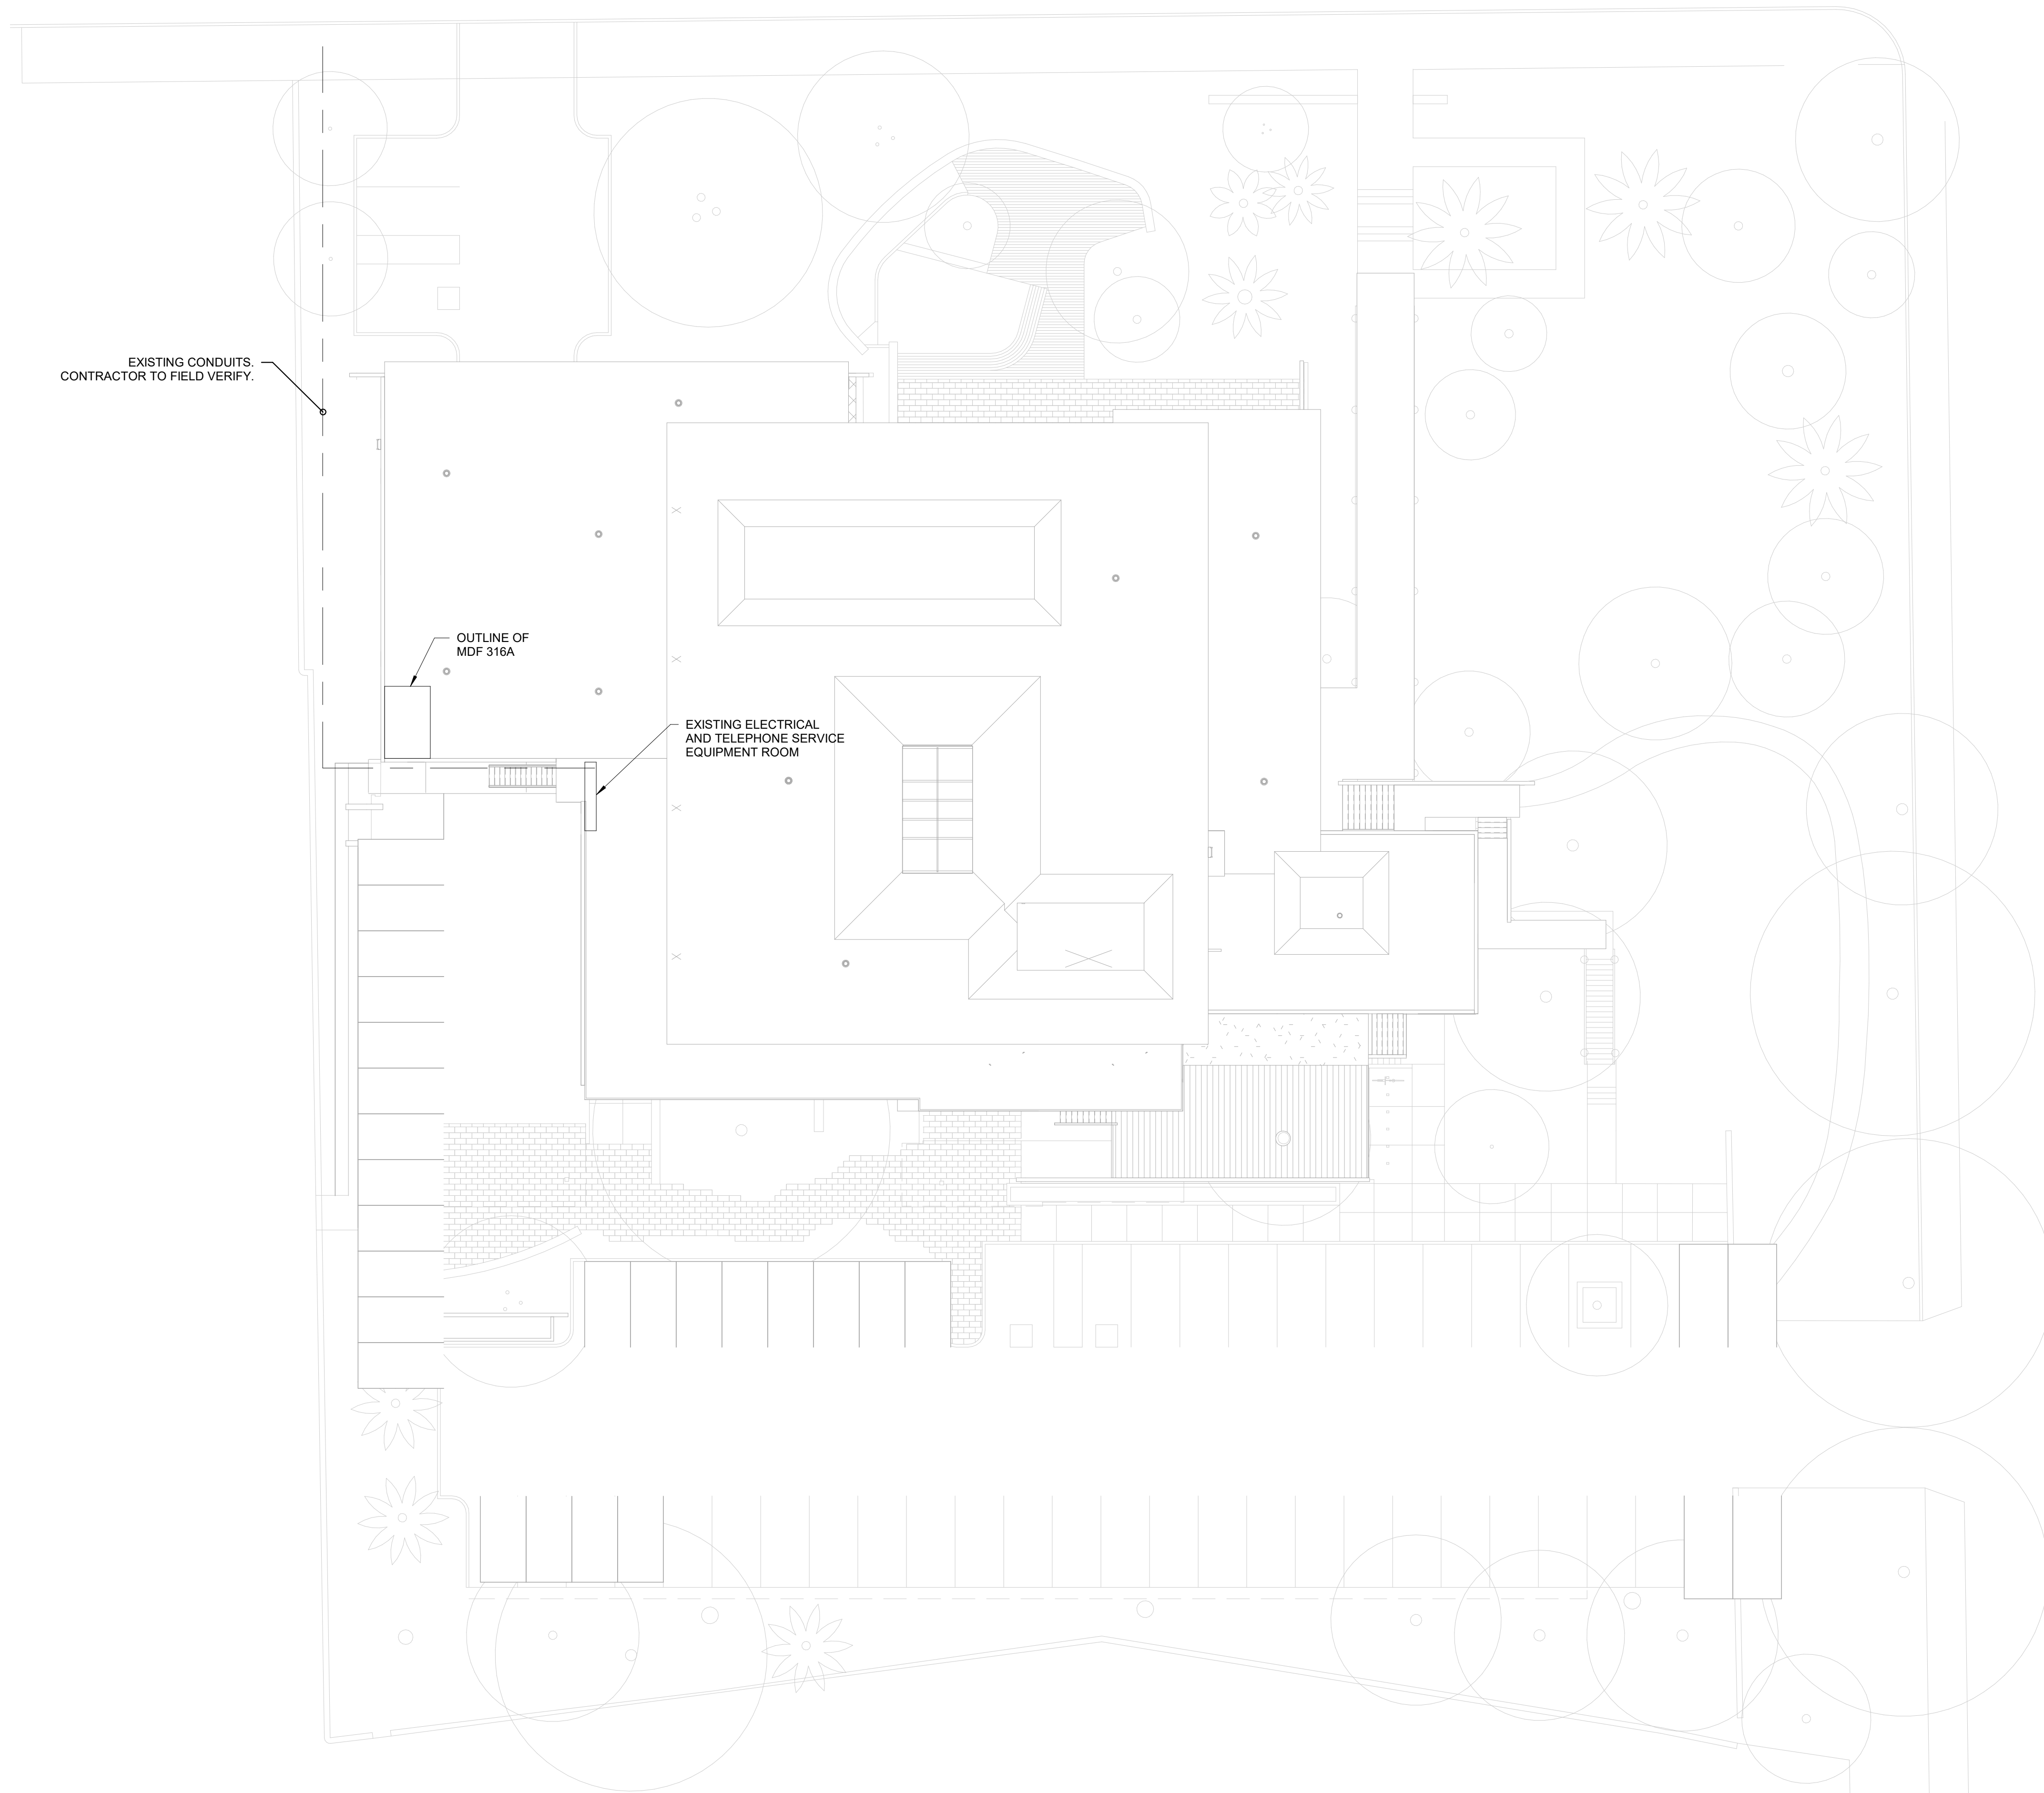 EXISTING CONDUITS.
CONTRACTOR TO FIELD VERIFY.
OUTLINE OF
MDF 316A
EXISTING ELECTRICAL
AND TELEPHONE SERVICE
EQUIPMENT ROOM